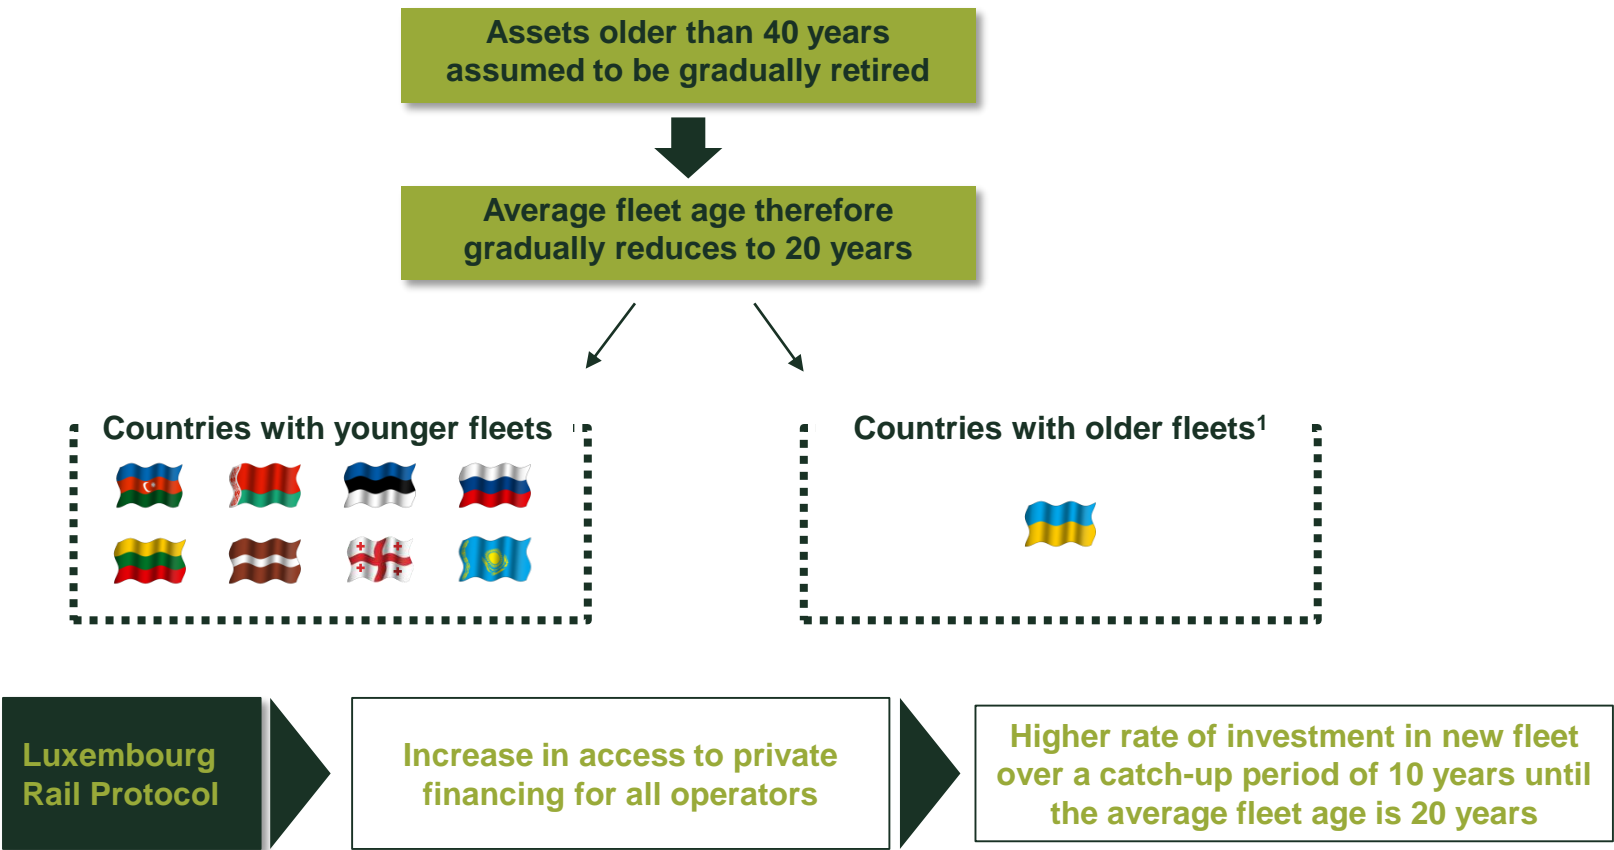 Assets older than 40 years
assumed to be gradually retired
Average fleet age therefore
gradually reduces to 20 years
Countries with younger fleets
Countries with older fleets¹
Luxembourg
Rail Protocol
Increase in access to private
financing for all operators
Higher rate of investment in new fleet
over a catch-up period of 10 years until
the average fleet age is 20 years